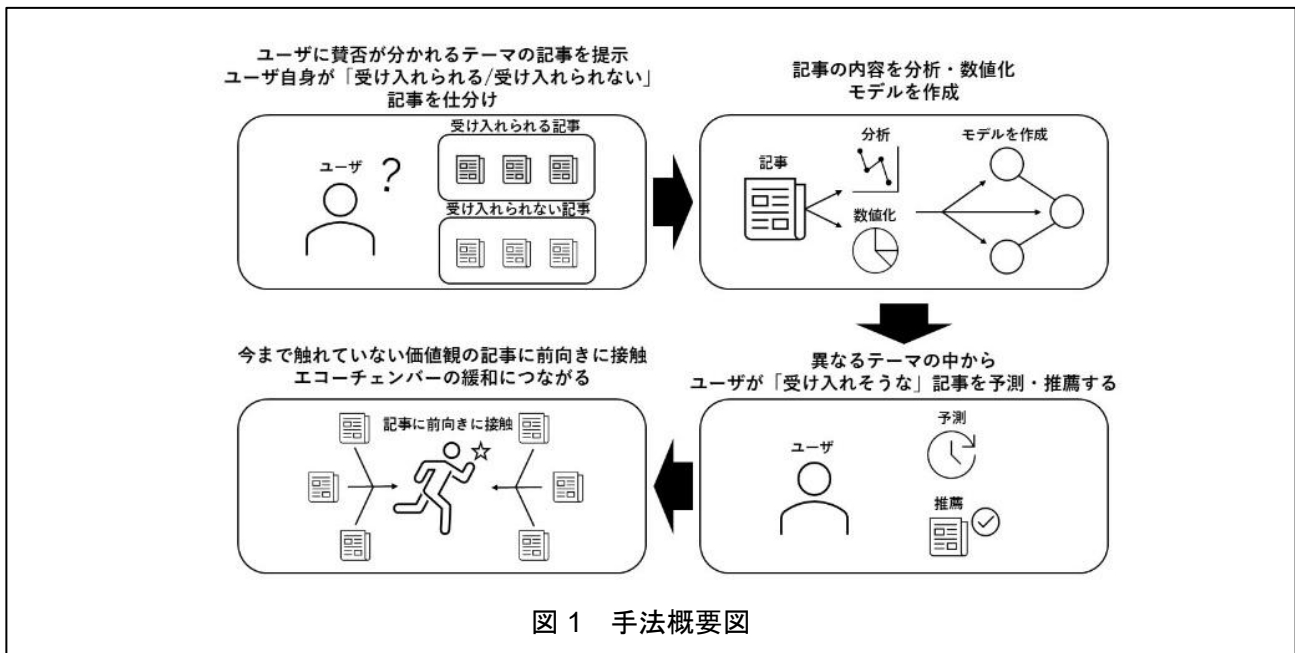 ユーザに賛否が分かれるテーマの記事を提示
ユーザ自身が「受け入れられる/受け入れられない」
記事を仕分け
受け入れられる記事
ユーザ
?
受け入れられない記事
記事の内容を分析・数値化
モデルを作成
分析
モデルを作成
記事
数値化
異なるテーマの中から
ユーザが「受け入れそうな」記事を予測・推薦する
予測
ユーザ
推薦
今まで触れていない価値観の記事に前向きに接触
エコーチェンバーの緩和につながる
記事に前向きに接触
図 1 手法概要図